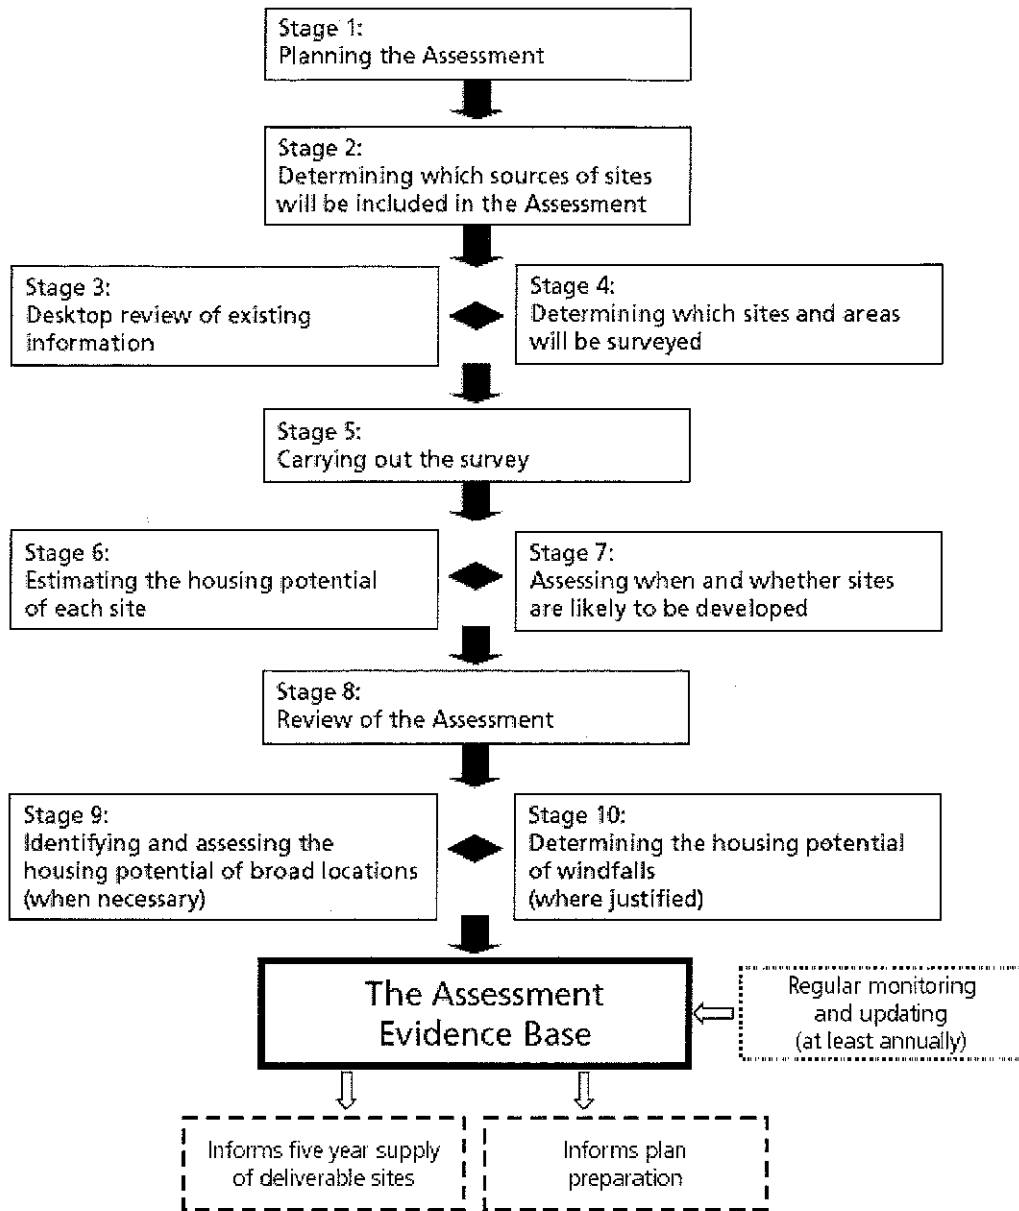 Stage 1:
Planning the Assessment
Stage 2:
Determining which sources of sites
will be included in the Assessment
Stage 3:
Desktop review of existing
information
Stage 4:
Determining which sites and areas
will be surveyed
Stage 5:
Carrying out the survey
Stage 6:
Estimating the housing potential
of each site
Stage 7:
Assessing when and whether sites
are likely to be developed
Stage 8:
Review of the Assessment
Stage 9:
Identifying and assessing the
housing potential of broad locations
(when necessary)
Stage 10:
Determining the housing potential
of windfalls
(where justified)
The Assessment
Evidence Base
Regular monitoring
and updating
(at least annually)
Informs five year supply
of deliverable sites
Informs plan
preparation